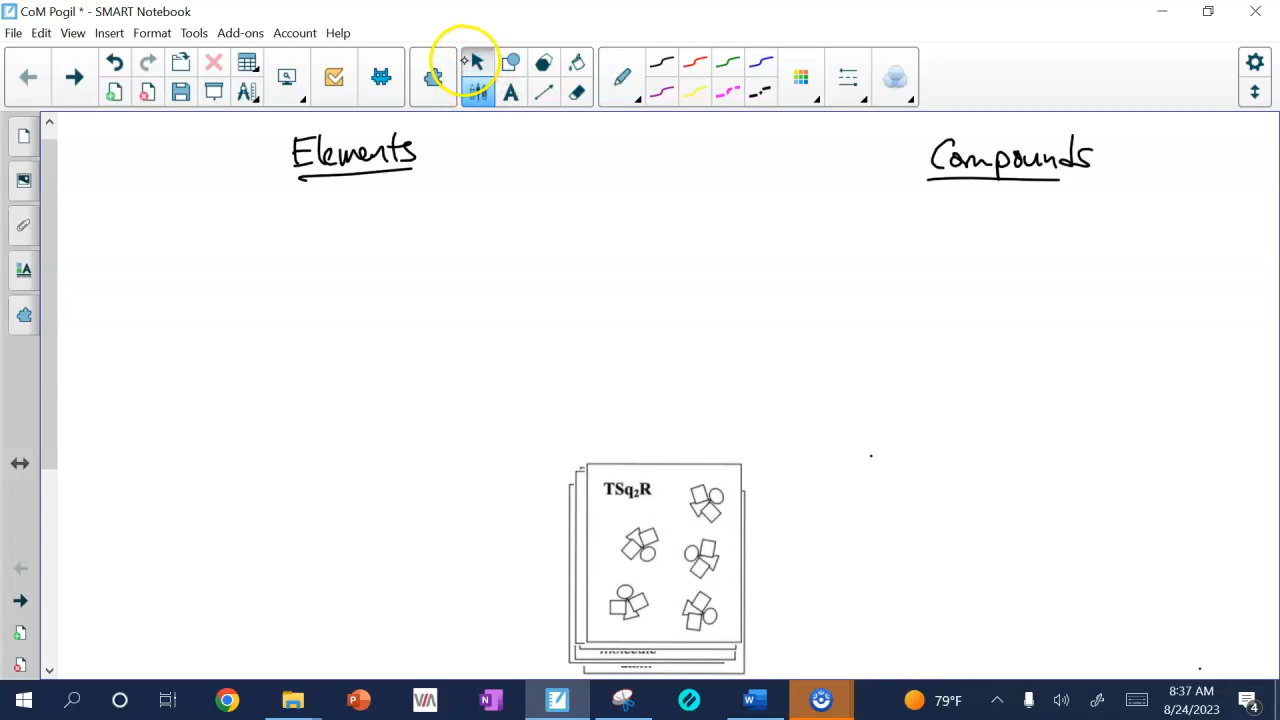 CoM Pogil * - SMART Notebook
File Edit View Insert Format Tools Add-ons Account Help
Elements
Compounds
TSq₂R
79°F
8:37 AM
8/24/2023